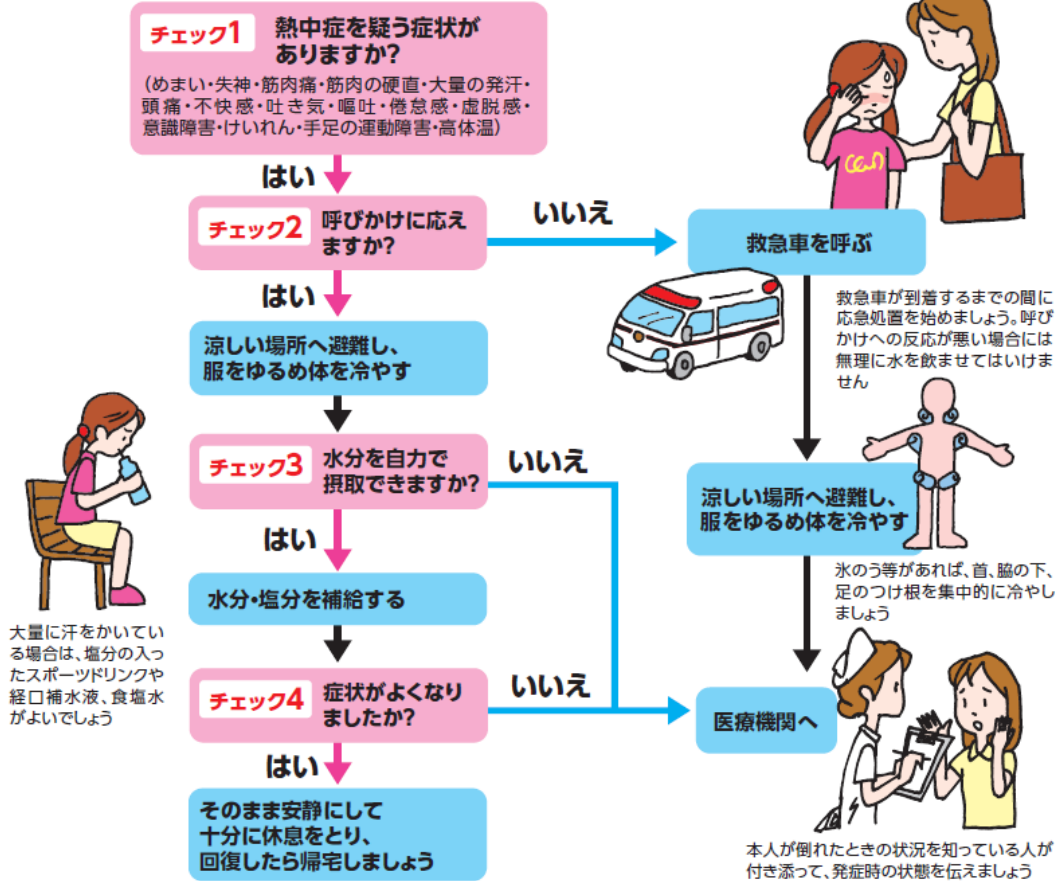 チェック1
熱中症を疑う症状が
ありますか?
(めまい・失神・筋肉痛・筋肉の硬直・大量の発汗・
頭痛・不快感・吐き気・嘔吐・倦怠感・虚脱感・
意識障害・けいれん・手足の運動障害・高体温)
はい
チェック2
呼びかけに応え
ますか?
いいえ
救急車を呼ぶ
はい
救急車が到着するまでの間に
応急処置を始めましょう。呼び
かけへの反応が悪い場合には
無理に水を飲ませてはいけま
せん
涼しい場所へ避難し、
服をゆるめ体を冷やす
チェック3
水分を自力で
摂取できますか?
いいえ
涼しい場所へ避難し、
服をゆるめ体を冷やす
はい
氷のう等があれば、首、脇の下、
足のつけ根を集中的に冷やし
ましょう
水分・塩分を補給する
大量に汗をかいてい
る場合は、塩分の入っ
たスポーツドリンクや
経口補水液、食塩水
がよいでしょう
チェック4
症状がよくなり
ましたか?
いいえ
医療機関へ
はい
そのまま安静にして
十分に休息をとり、
回復したら帰宅しましょう
本人が倒れたときの状況を知っている人が
付き添って、発症時の状態を伝えましょう